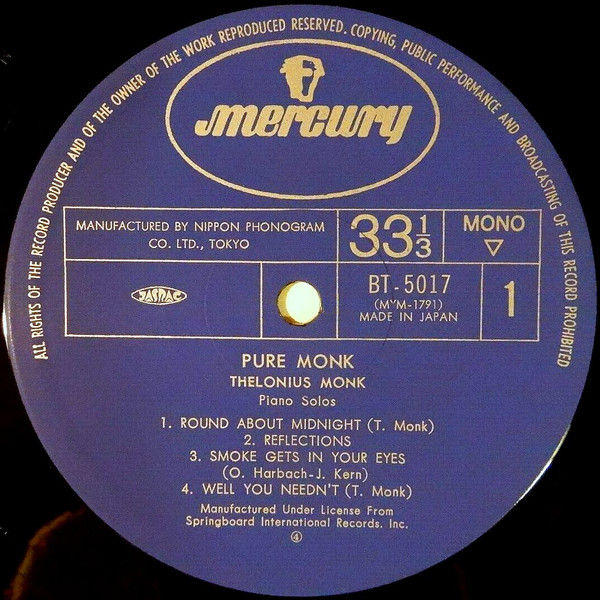 ALL RIGHTS OF THE RECORD PRODUCER AND OF THE OWNER OF THE WORK REPRODUCED RESERVED. COPYING, PUBLIC PERFORMANCE AND BROADCASTING OF THIS RECORD PROHIBITED
mercury
MANUFACTURED BY NIPPON PHONOGRAM
CO. LTD., TOKYO
33 1/3
MONO
▽
JASRAC
BT-5017
(MYM-1791)
MADE IN JAPAN
1
PURE MONK
THELONIUS MONK
Piano Solos
1. ROUND ABOUT MIDNIGHT (T. Monk)
2. REFLECTIONS
3. SMOKE GETS IN YOUR EYES
(O. Harbach-J. Kern)
4. WELL YOU NEEDN'T (T. Monk)
Manufactured Under License From
Springboard International Records. Inc.
④